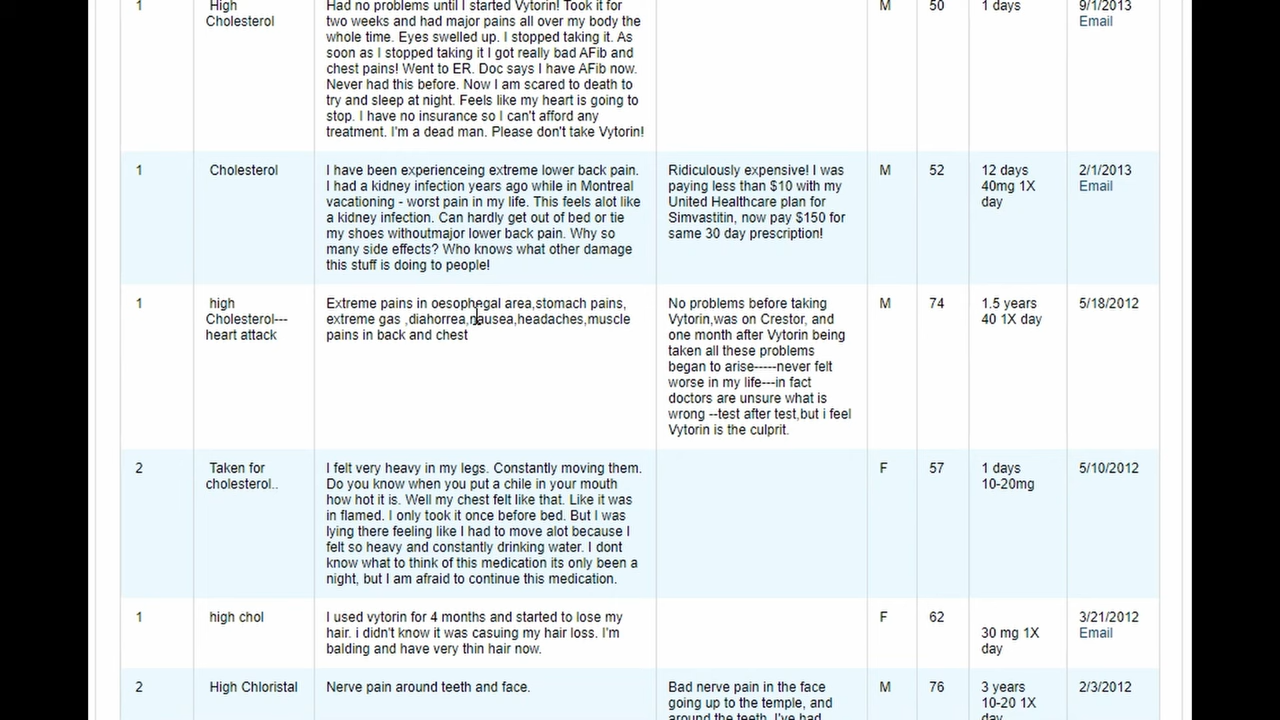 1
High
Cholesterol
Had no problems until I started Vytorin! Took it for
two weeks and had major pains all over my body the
whole time. Eyes swelled up. I stopped taking it. As
soon as I stopped taking it I got really bad AFib and
chest pains! Went to ER. Doc says I have AFib now.
Never had this before. Now I am scared to death to
try and sleep at night. Feels like my heart is going to
stop. I have no insurance so I can't afford any
treatment. I'm a dead man. Please don't take Vytorin!
M
50
1 days
9/1/2013
Email
1
Cholesterol
I have been experienceing extreme lower back pain.
I had a kidney infection years ago while in Montreal
vacationing - worst pain in my life. This feels alot like
a kidney infection. Can hardly get out of bed or tie
my shoes withoutmajor lower back pain. Why so
many side effects? Who knows what other damage
this stuff is doing to people!
Ridiculously expensive! I was
paying less than $10 with my
United Healthcare plan for
Simvastitin, now pay $150 for
same 30 day prescription!
M
52
12 days
40mg 1X
day
2/1/2013
Email
1
high
Cholesterol---
heart attack
Extreme pains in oesophegal area,stomach pains,
extreme gas ,diahorrea,nausea,headaches,muscle
pains in back and chest
No problems before taking
Vytorin,was on Crestor, and
one month after Vytorin being
taken all these problems
began to arise-----never felt
worse in my life---in fact
doctors are unsure what is
wrong --test after test,but i feel
Vytorin is the culprit.
M
74
1.5 years
40 1X day
5/18/2012
2
Taken for
cholesterol..
I felt very heavy in my legs. Constantly moving them.
Do you know when you put a chile in your mouth
how hot it is. Well my chest felt like that. Like it was
in flamed. I only took it once before bed. But I was
lying there feeling like I had to move alot because I
felt so heavy and constantly drinking water. I dont
know what to think of this medication its only been a
night, but I am afraid to continue this medication.
F
57
1 days
10-20mg
5/10/2012
1
high chol
I used vytorin for 4 months and started to lose my
hair. i didn't know it was casuing my hair loss. I'm
balding and have very thin hair now.
F
62
30 mg 1X
day
3/21/2012
Email
2
High Chloristal
Nerve pain around teeth and face.
Bad nerve pain in the face
going up to the temple, and
around the teeth. I've had
M
76
3 years
10-20 1X
day
2/3/2012